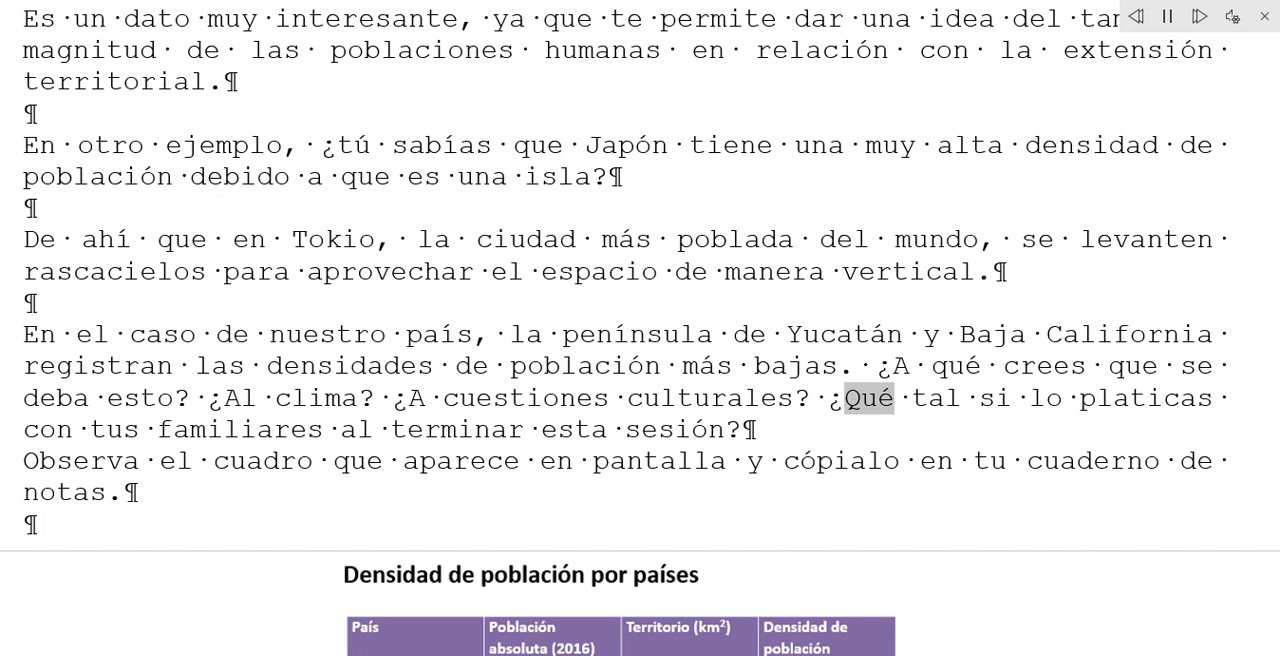 Es un dato muy interesante, ya que te permite dar una idea del
magnitud de las poblaciones humanas en relación con la extensión
territorial.¶
¶
En otro ejemplo, ¿tú sabías que Japón tiene una muy alta densidad de
población debido a que es una isla?¶
¶
De ahí que en Tokio, la ciudad más poblada del mundo, se levanten
rascacielos para aprovechar el espacio de manera vertical.¶
¶
En el caso de nuestro país, la península de Yucatán y Baja California
registran las densidades de población más bajas. ¿A qué crees que se
deba esto? ¿Al clima? ¿A cuestiones culturales? ¿Qué tal si lo platicas
con tus familiares al terminar esta sesión?¶
Observa el cuadro que aparece en pantalla y cópialo en tu cuaderno de
notas.¶
¶
Densidad de población por países
País Población absoluta (2016) Territorio (km²) Densidad de población